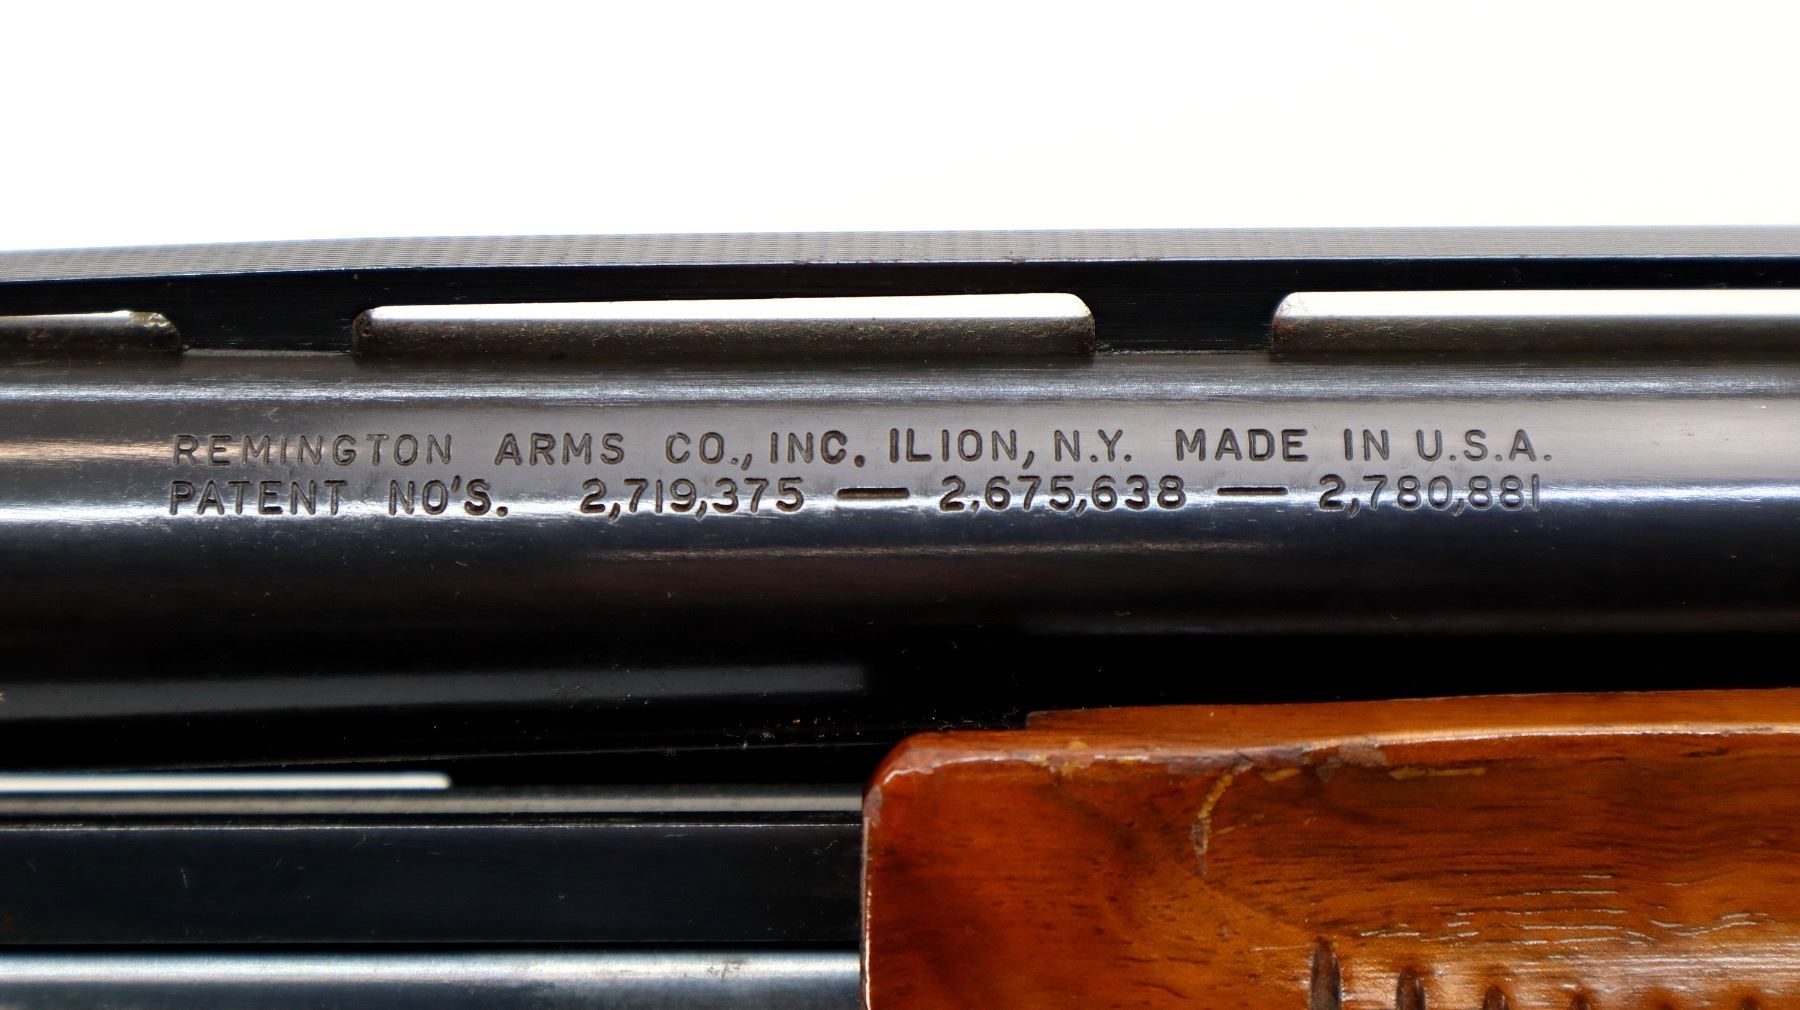 REMINGTON ARMS CO., INC. ILION, N.Y. MADE IN U.S.A.
PATENT NO'S. 2,719,375 — 2,675,638 — 2,780,881